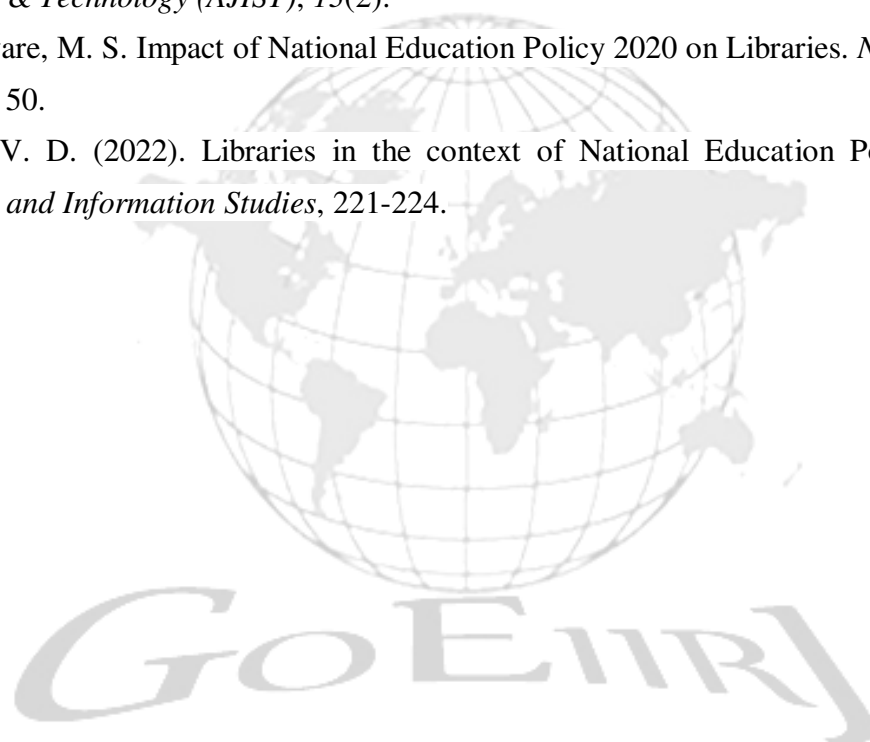 & Technology (AJIST), 13(2).
are, M. S. Impact of National Education Policy 2020 on Libraries. N
50.
V. D. (2022). Libraries in the context of National Education Po
and Information Studies, 221-224.
GOEIIRJ